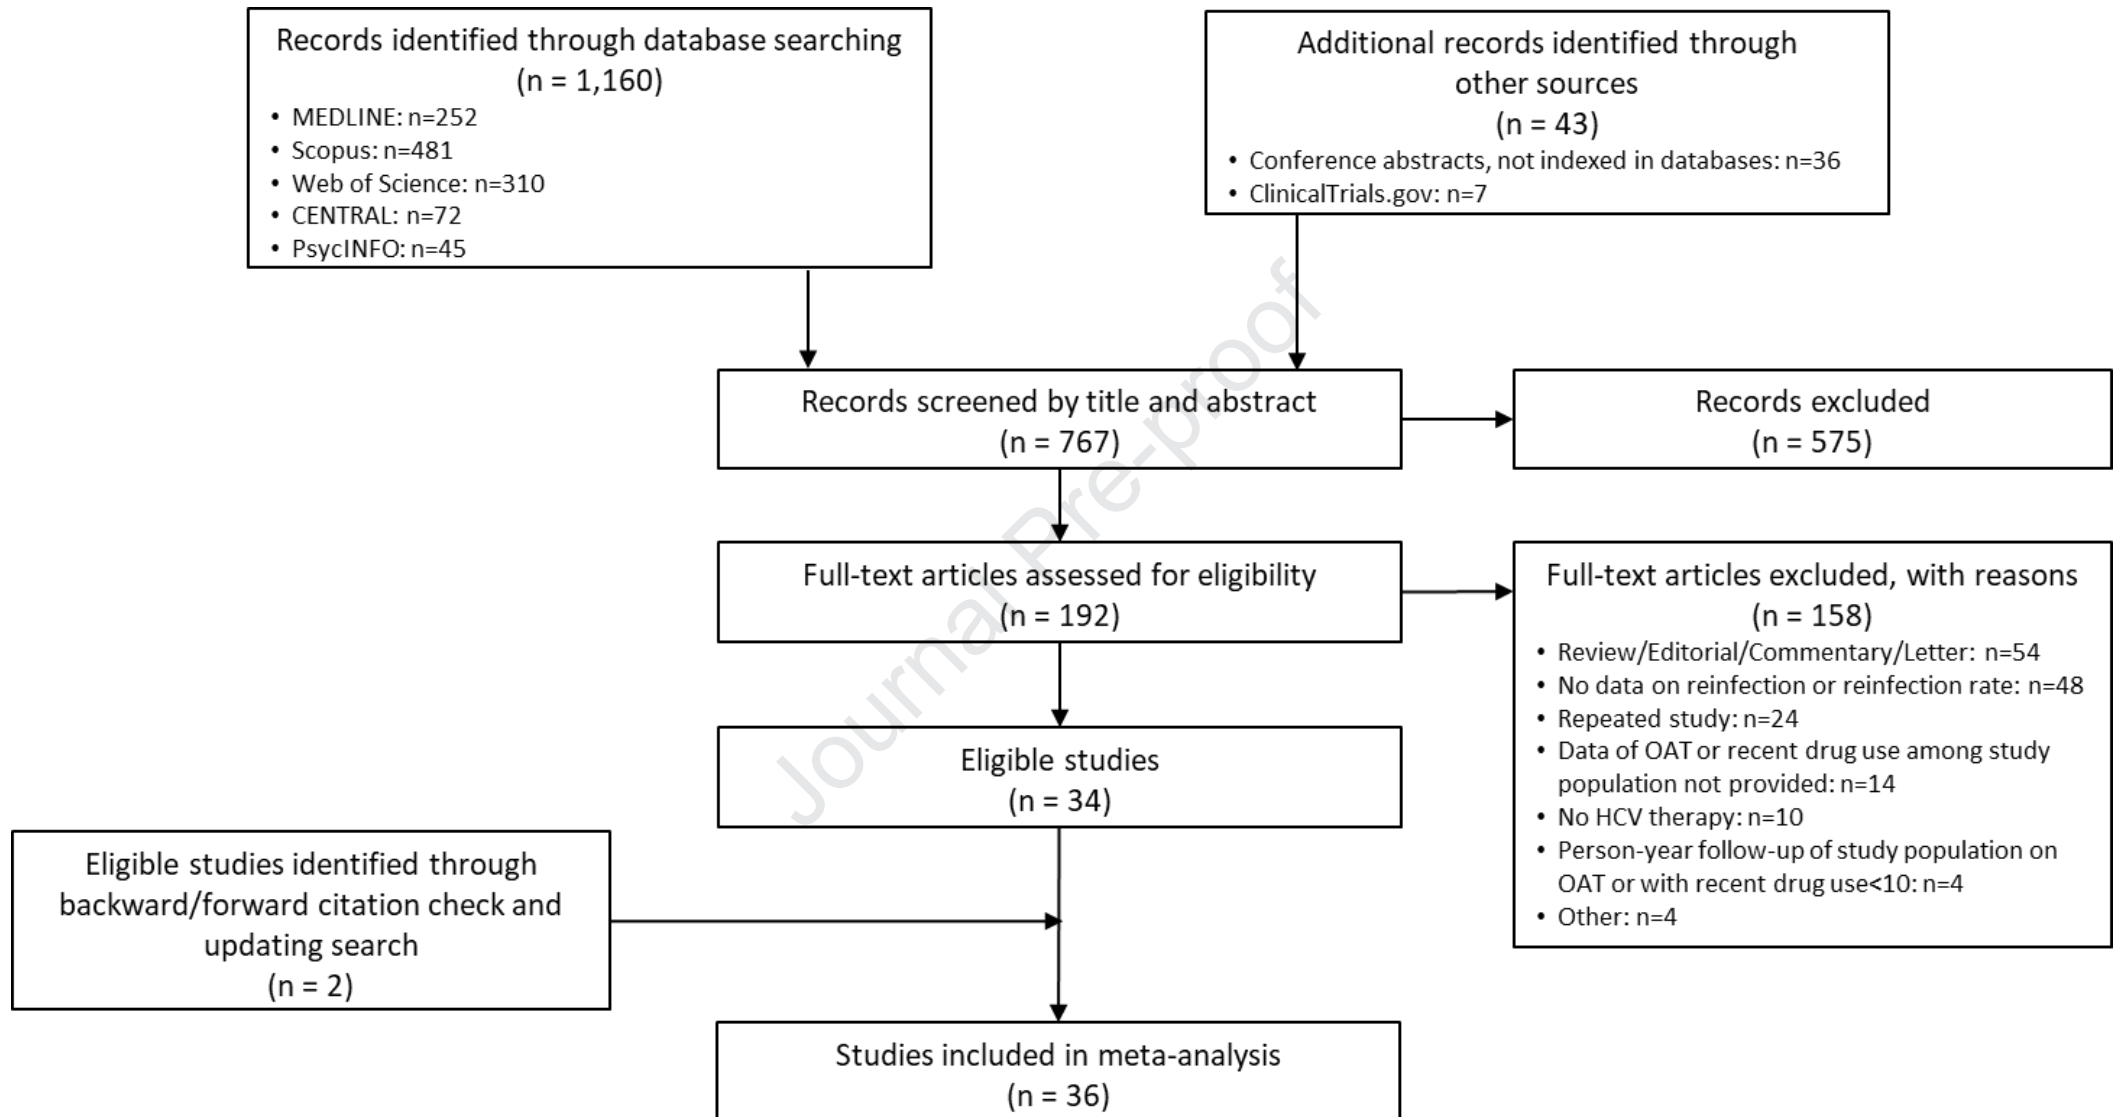 Records identified through database searching
(n = 1,160)
• MEDLINE: n=252
• Scopus: n=481
• Web of Science: n=310
• CENTRAL: n=72
• PsycINFO: n=45
Additional records identified through
other sources
(n = 43)
• Conference abstracts, not indexed in databases: n=36
• ClinicalTrials.gov: n=7
Records screened by title and abstract
(n = 767)
Records excluded
(n = 575)
Full-text articles assessed for eligibility
(n = 192)
Full-text articles excluded, with reasons
(n = 158)
• Review/Editorial/Commentary/Letter: n=54
• No data on reinfection or reinfection rate: n=48
• Repeated study: n=24
• Data of OAT or recent drug use among study
population not provided: n=14
• No HCV therapy: n=10
• Person-year follow-up of study population on
OAT or with recent drug use<10: n=4
• Other: n=4
Eligible studies
(n = 34)
Eligible studies identified through
backward/forward citation check and
updating search
(n = 2)
Studies included in meta-analysis
(n = 36)
Journal Pre-proof